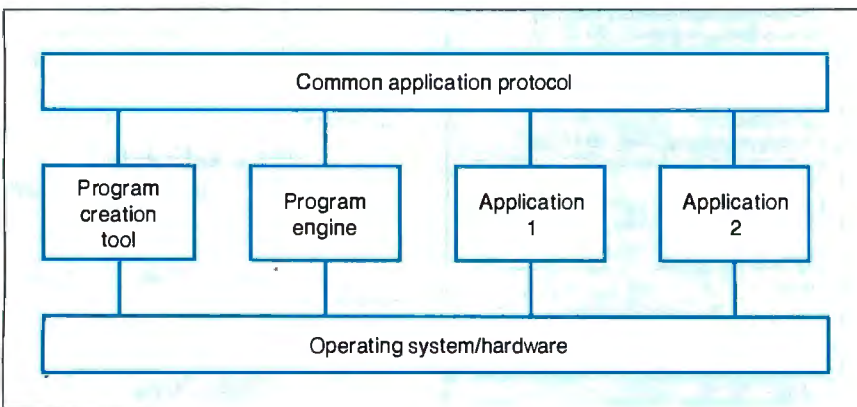 Common application protocol
Program
creation
tool
Program
engine
Application
1
Application
2
Operating system/hardware